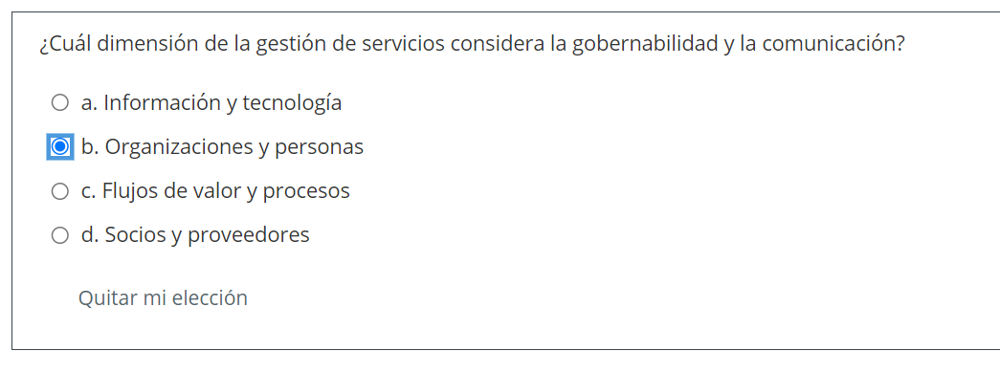 ¿Cuál dimensión de la gestión de servicios considera la gobernabilidad y la comunicación?
a. Información y tecnología
b. Organizaciones y personas
c. Flujos de valor y procesos
d. Socios y proveedores
Quitar mi elección